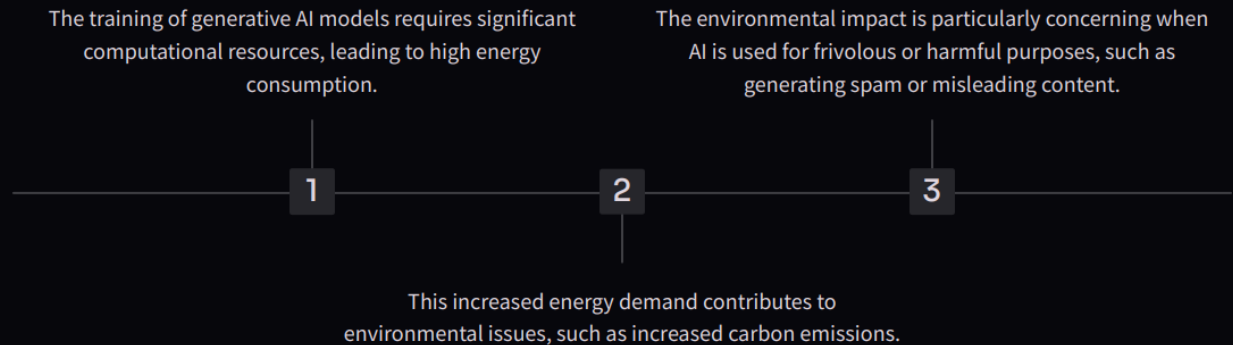 The training of generative AI models requires significant
computational resources, leading to high energy
consumption.
The environmental impact is particularly concerning when
AI is used for frivolous or harmful purposes, such as
generating spam or misleading content.
1
2
3
This increased energy demand contributes to
environmental issues, such as increased carbon emissions.